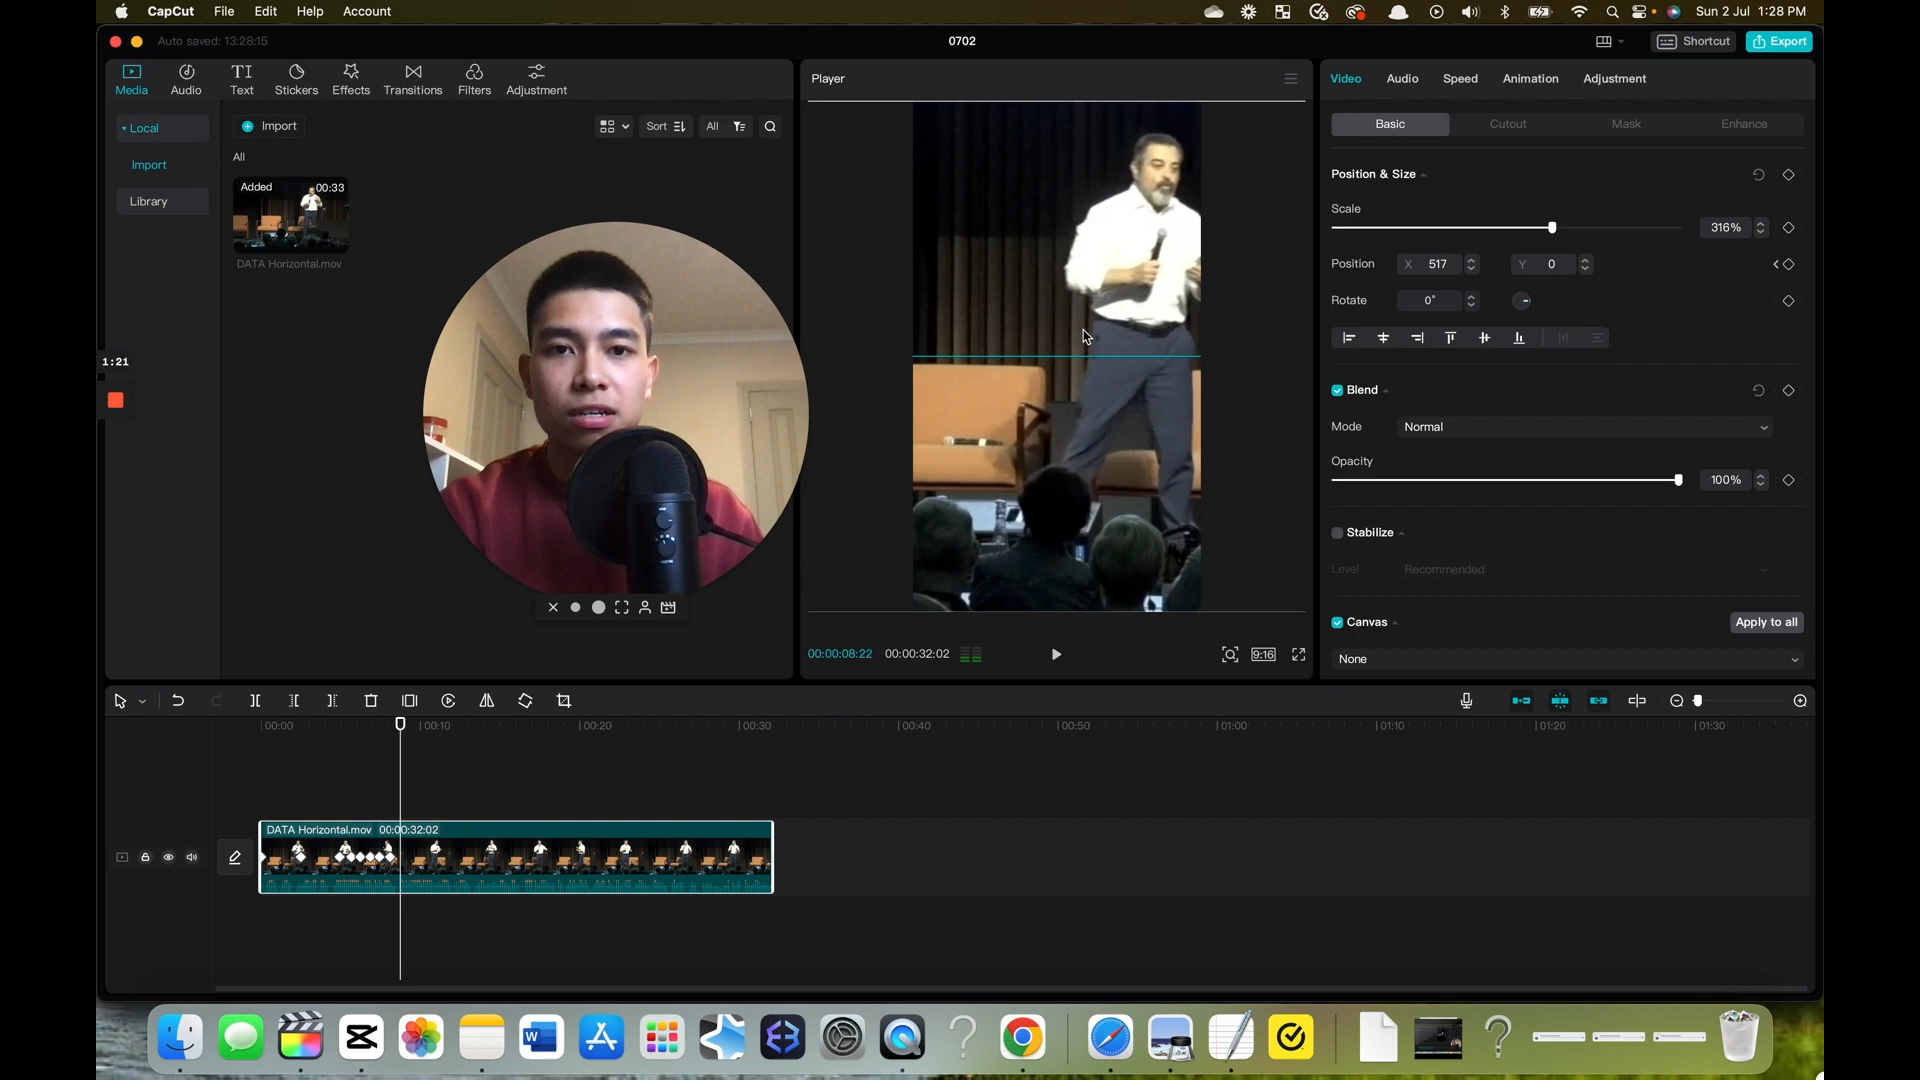 CapCut File Edit Help Account Sun 2 Jul 1:28 PM
Auto saved: 13:28:15 0702 Shortcut Export
Media Audio Text Stickers Effects Transitions Filters Adjustment
TI
Local
Import
Library
Import Sort All
All
Added 00:33
DATA Horizontal.mov
1:21
Player
00:00:08:22 00:00:32:02 9:16
Video Audio Speed Animation Adjustment
Basic Cutout Mask Enhance
Position & Size
Scale
316%
Position X 517 Y 0
Rotate 0°
Blend
Mode Normal
Opacity
100%
Stabilize
Level Recommended
Canvas Apply to all
None
00:00 00:10 00:20 00:30 00:40 00:50 01:00 01:10 01:20 01:30
DATA Horizontal.mov 00:00:32:02
W